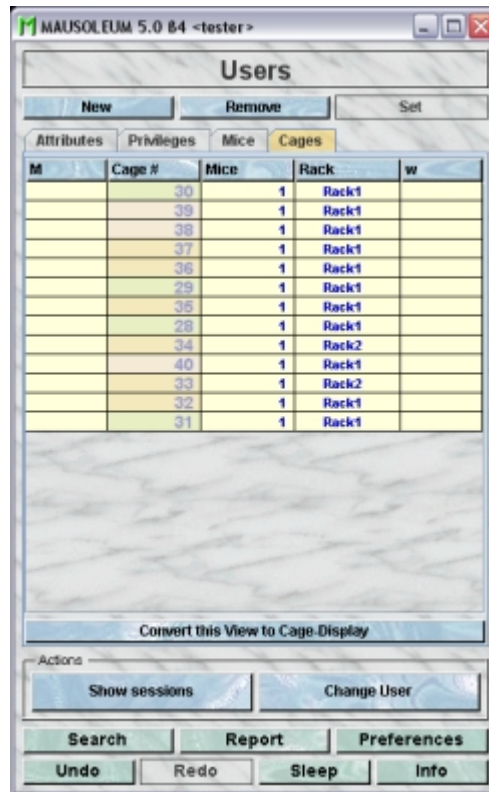 MAUSOLEUM 5.0 ß4 <tester>
Users
New Remove Set
Attributes Privileges Mice Cages
M Cage # Mice Rack w
30 1 Rack1
39 1 Rack1
38 1 Rack1
37 1 Rack1
36 1 Rack1
29 1 Rack1
35 1 Rack1
28 1 Rack1
34 1 Rack2
40 1 Rack1
33 1 Rack2
32 1 Rack1
31 1 Rack1
Convert this View to Cage-Display
Actions
Show sessions Change User
Search Report Preferences
Undo Redo Sleep Info